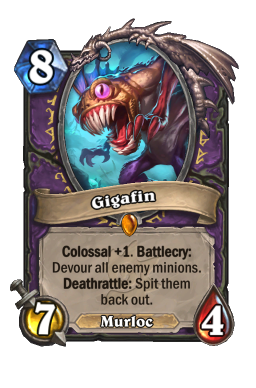 8
Gigafin
Colossal +1. Battlecry:
Devour all enemy minions.
Deathrattle: Spit them
back out.
7
Murloc
4